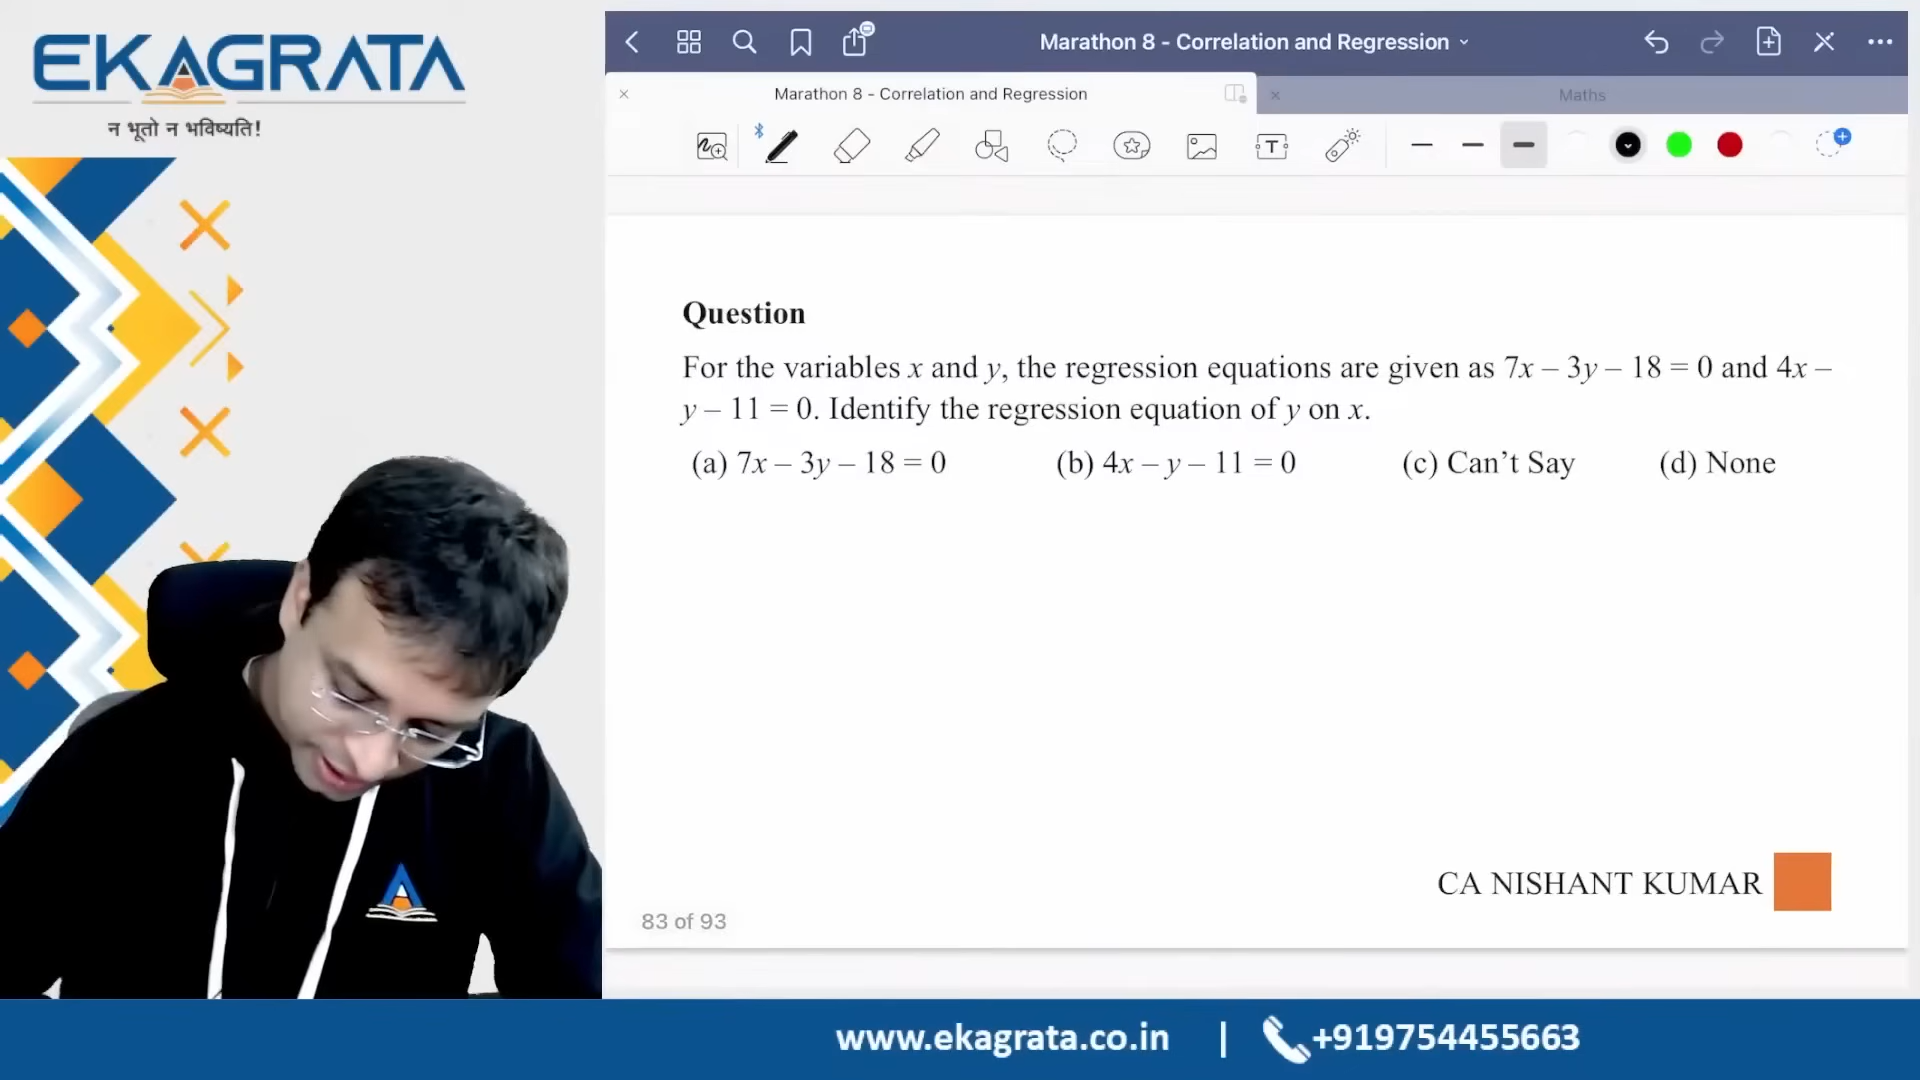 EKAGRATA
न भूतो न भविष्यति!
Marathon 8 - Correlation and Regression
Marathon 8 - Correlation and Regression
Maths
Question
For the variables x and y, the regression equations are given as 7x – 3y – 18 = 0 and 4x –
y – 11 = 0. Identify the regression equation of y on x.
(a) 7x – 3y – 18 = 0 (b) 4x – y – 11 = 0 (c) Can't Say (d) None
CA NISHANT KUMAR
83 of 93
www.ekagrata.co.in | +919754455663